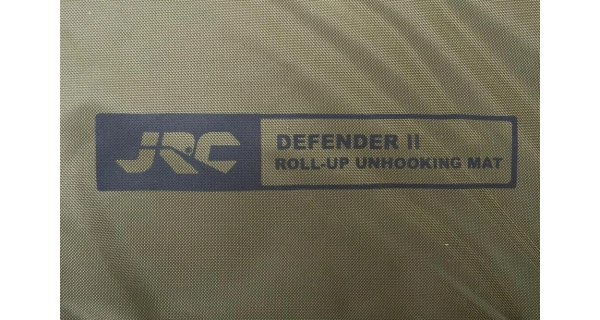 JRC
DEFENDER II
ROLL-UP UNHOOKING MAT